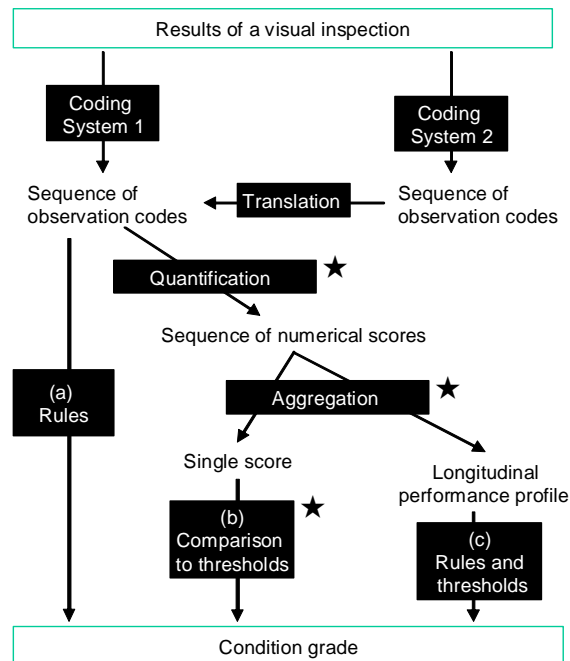 Results of a visual inspection
Coding
System 1
Coding
System 2
Sequence of
observation codes
Translation
Sequence of
observation codes
Quantification
Sequence of numerical scores
(a)
Rules
Aggregation
Single score
Longitudinal
performance profile
(b)
Comparison
to thresholds
(c)
Rules and
thresholds
Condition grade